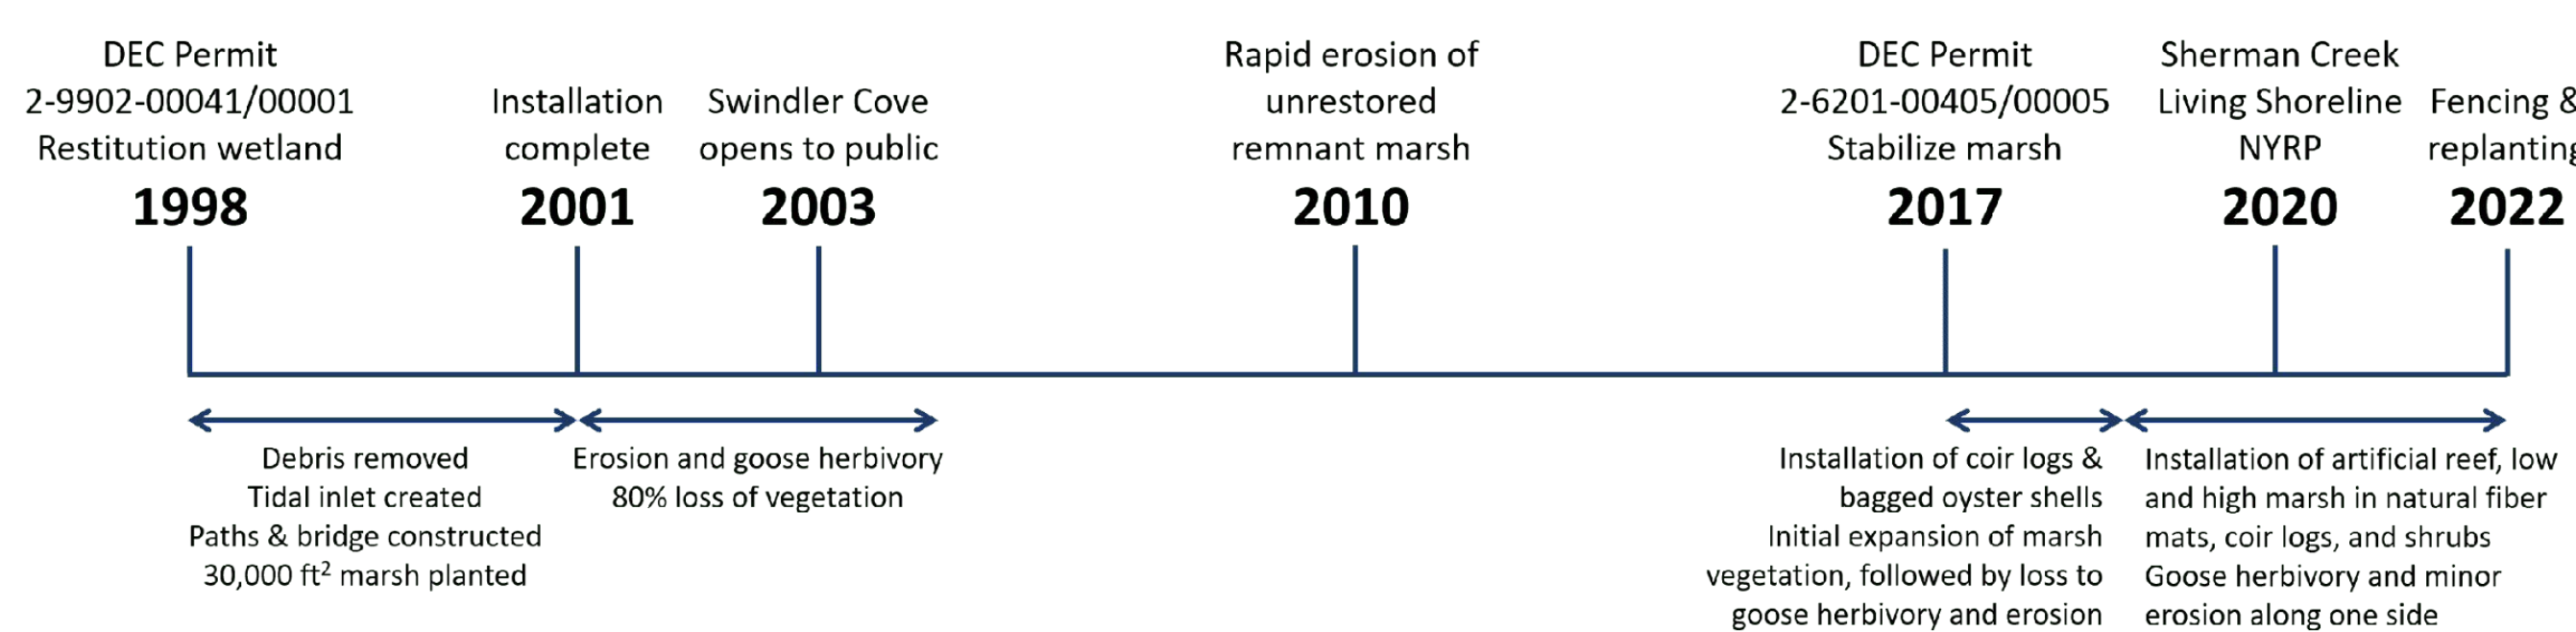 DEC Permit
2-9902-00041/00001
Restitution wetland
1998
Installation
complete
2001
Swindler Cove
opens to public
2003
Rapid erosion of
unrestored
remnant marsh
2010
DEC Permit
2-6201-00405/00005
Stabilize marsh
2017
Sherman Creek
Living Shoreline
NYRP
2020
Fencing &
replanting
2022
Debris removed
Tidal inlet created
Paths & bridge constructed
30,000 ft² marsh planted
Erosion and goose herbivory
80% loss of vegetation
Installation of coir logs &
bagged oyster shells
Initial expansion of marsh
vegetation, followed by loss to
goose herbivory and erosion
Installation of artificial reef, low
and high marsh in natural fiber
mats, coir logs, and shrubs
Goose herbivory and minor
erosion along one side